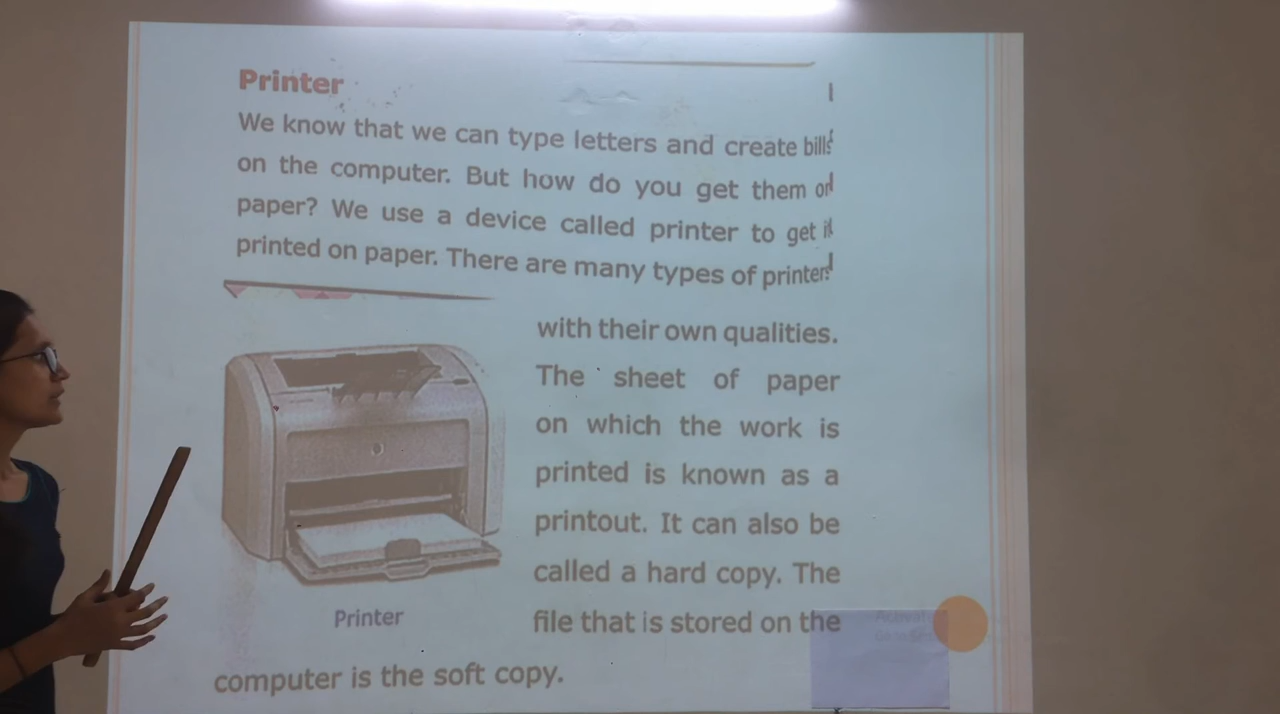 Printer
We know that we can type letters and create bills
on the computer. But how do you get them on
paper? We use a device called printer to get it
printed on paper. There are many types of printers
with their own qualities.
The sheet of paper
on which the work is
printed is known as a
printout. It can also be
called a hard copy. The
file that is stored on the
computer is the soft copy.
Printer